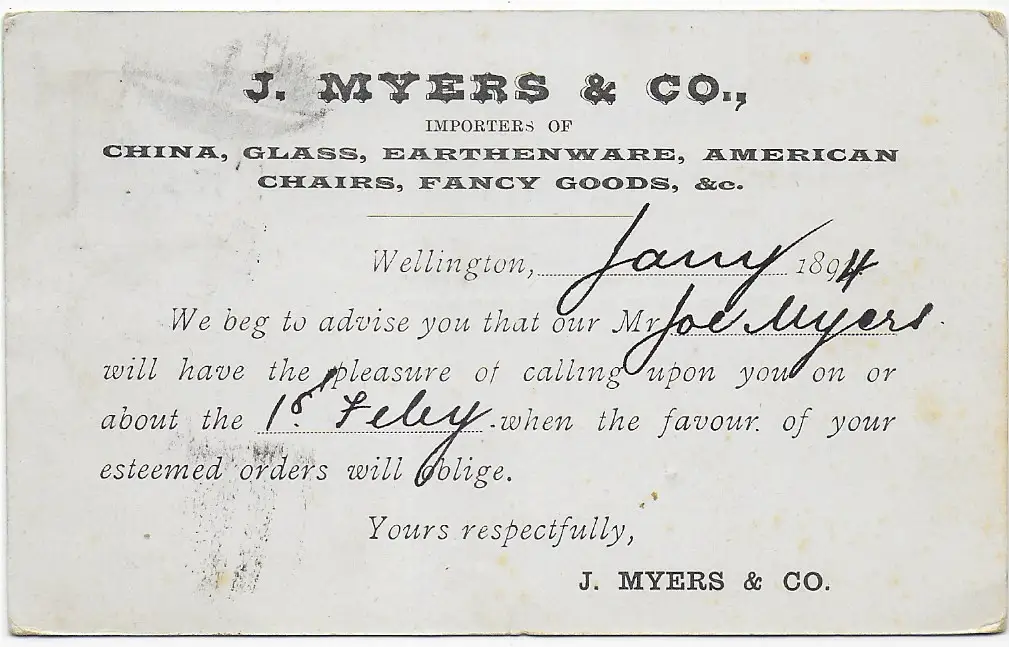 J. MYERS & CO.,
IMPORTERS OF
CHINA, GLASS, EARTHENWARE, AMERICAN
CHAIRS, FANCY GOODS, &c.
Wellington, Jany 1894
We beg to advise you that our Mr Joe Myers
will have the pleasure of calling upon you on or
about the 1st Feby when the favour of your
esteemed orders will oblige.
Yours respectfully,
J. MYERS & CO.